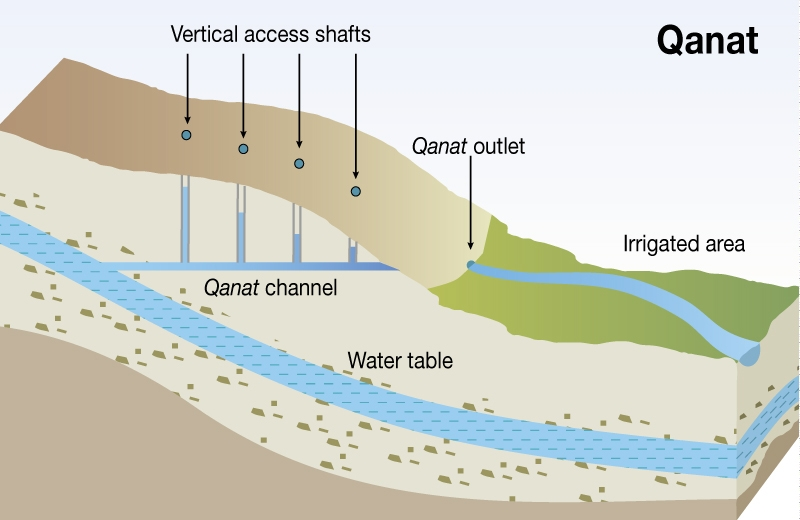 Qanat
Vertical access shafts
Qanat outlet
Irrigated area
Qanat channel
Water table